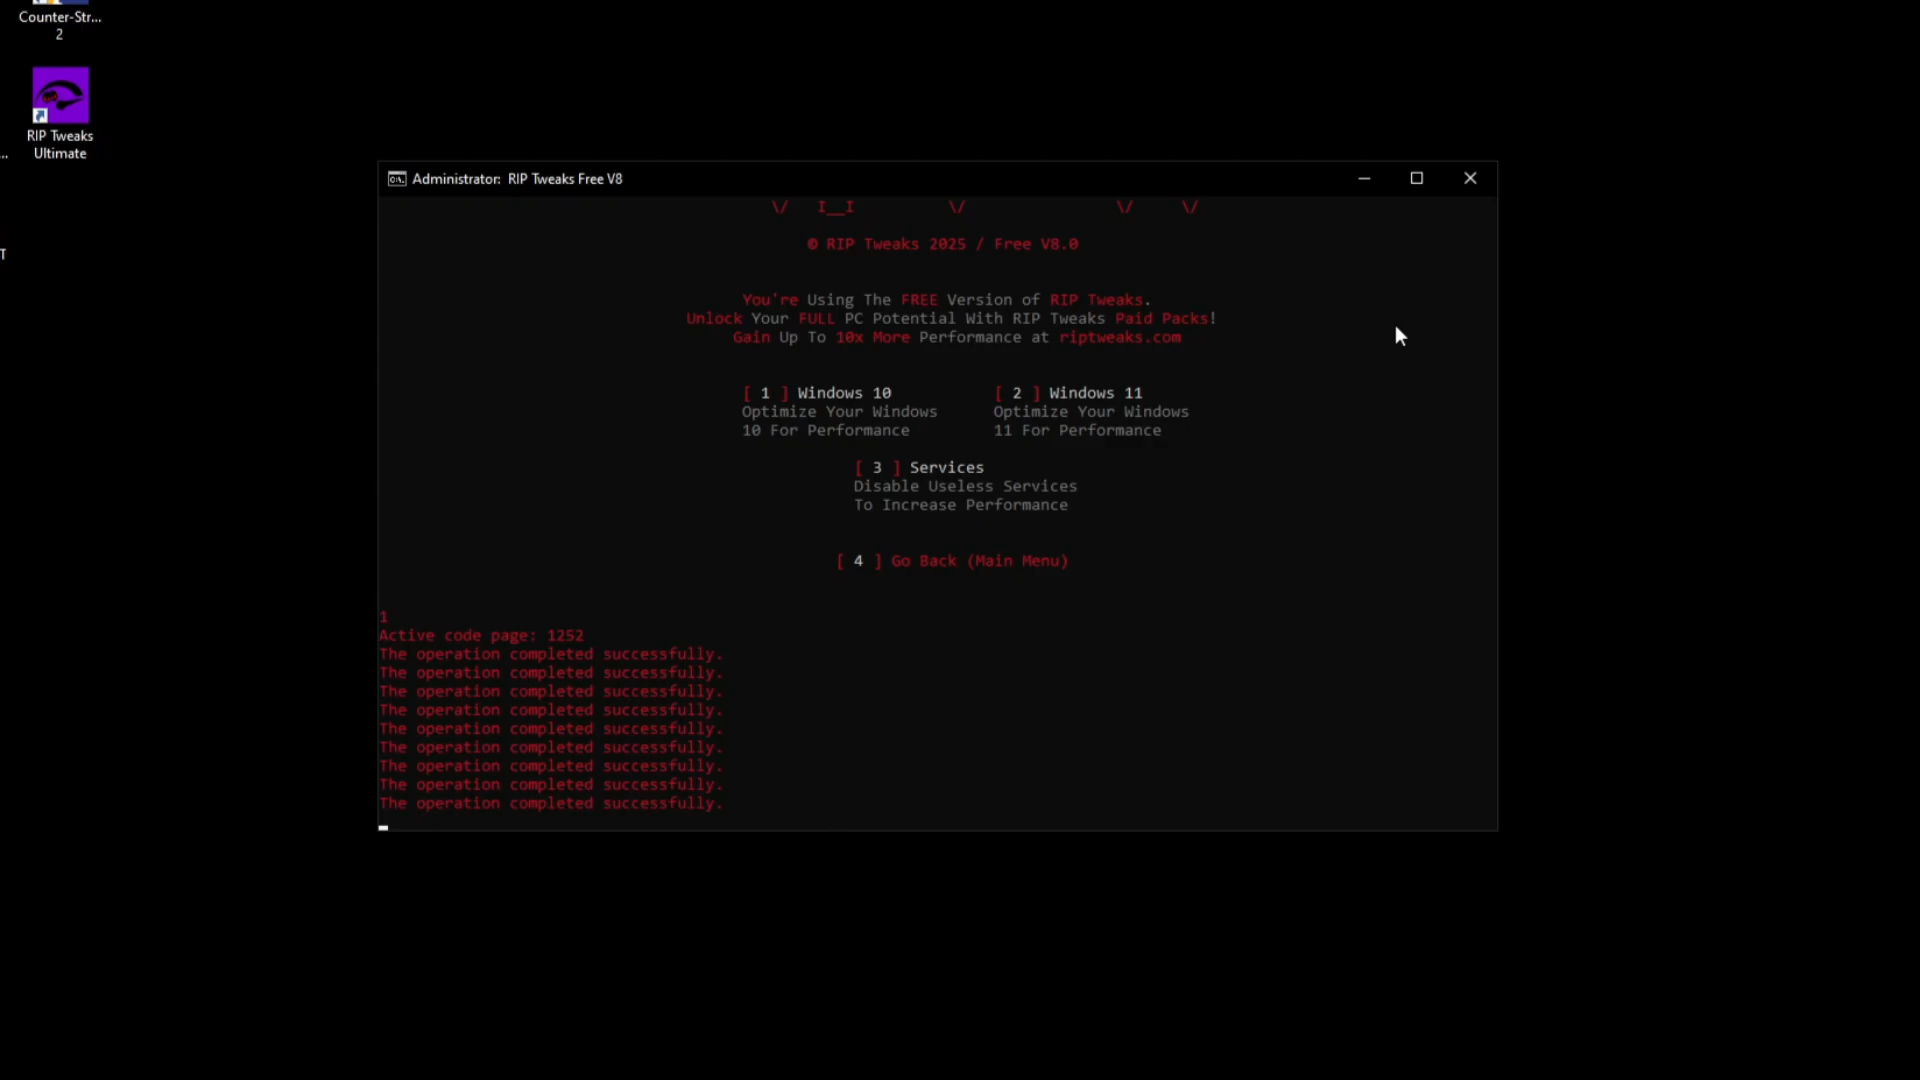 Counter-Str...
2
RIP Tweaks
Ultimate
...
T
Administrator: RIP Tweaks Free V8
\/ I__I \/ \/ \/
© RIP Tweaks 2025 / Free V8.0
You're Using The FREE Version of RIP Tweaks.
Unlock Your FULL PC Potential With RIP Tweaks Paid Packs!
Gain Up To 10x More Performance at riptweaks.com
[ 1 ] Windows 10 [ 2 ] Windows 11
Optimize Your Windows Optimize Your Windows
10 For Performance 11 For Performance
[ 3 ] Services
Disable Useless Services
To Increase Performance
[ 4 ] Go Back (Main Menu)
1
Active code page: 1252
The operation completed successfully.
The operation completed successfully.
The operation completed successfully.
The operation completed successfully.
The operation completed successfully.
The operation completed successfully.
The operation completed successfully.
The operation completed successfully.
The operation completed successfully.